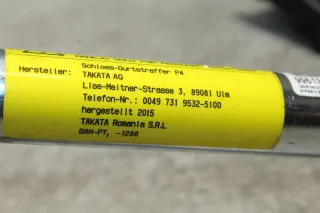 Schloss-Gurtstraffer P4
Hersteller: TAKATA AG
Lise-Meitner-Strasse 3, 89081 Ulm
Telefon-Nr.: 0049 731 9532-5100
hergestellt 2015
TAKATA Romania S.R.L
BAM-PT₁ -1286